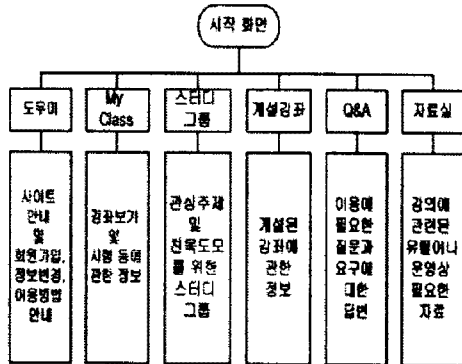 시작 화면
도우미
My
Class
스터디
그룹
개설강좌
Q&A
자료실
사이트
안내
및
회원가입,
정보변경,
이용방법
안내
강좌보기
및
시험 등에
관한 정보
관심주제
및
친목도모
를 위한
스터디
그룹
개설된
강좌에
관한
정보
이용에
필요한
질문과
요구에
대한
답변
강의에
관련된
운영상
필요한
자료